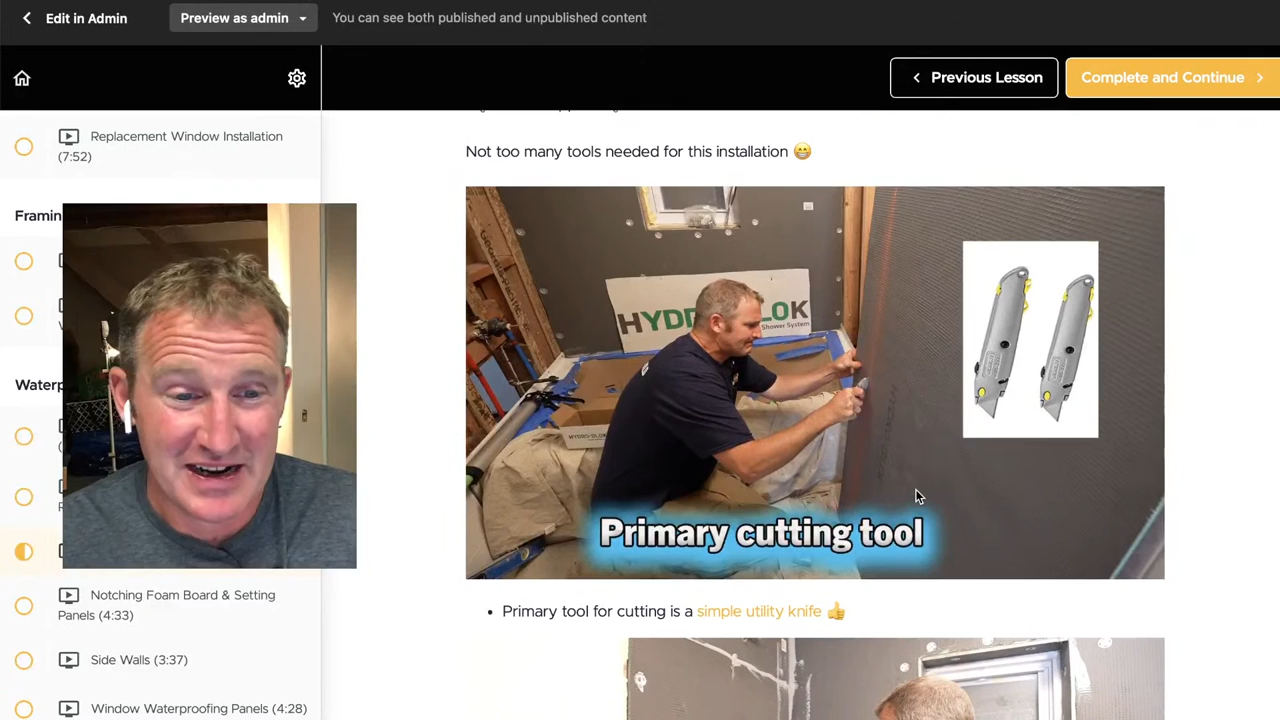 Edit in Admin
Preview as admin
You can see both published and unpublished content
Previous Lesson
Complete and Continue
Replacement Window Installation
(7:52)
Framin
Waterp
Notching Foam Board & Setting
Panels (4:33)
Side Walls (3:37)
Window Waterproofing Panels (4:28)
Not too many tools needed for this installation 😁
HYDRO-BLOK
Shower System
HYDRO-BLOK
Primary cutting tool
• Primary tool for cutting is a simple utility knife 👍